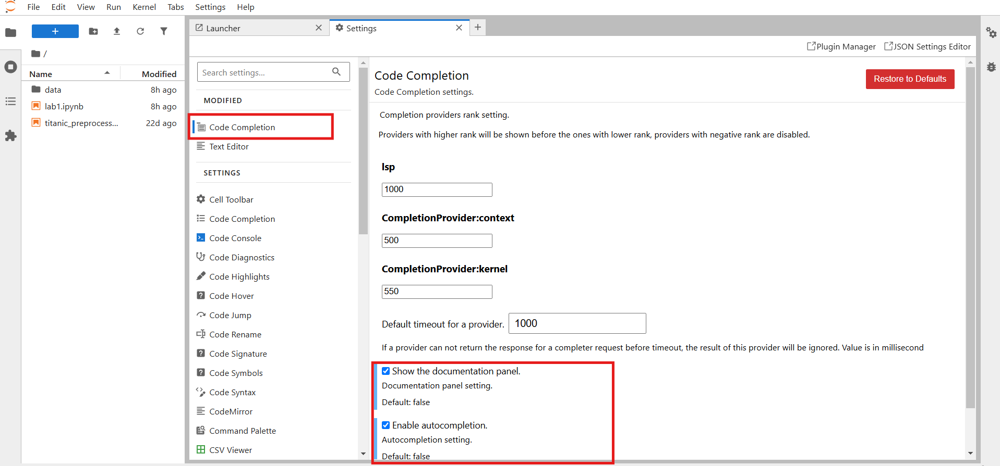 File Edit View Run Kernel Tabs Settings Help
Launcher
Settings
Plugin Manager
JSON Settings Editor
/
Name Modified
data 8h ago
lab1.ipynb 8h ago
titanic_preprocess... 22d ago
Search settings...
MODIFIED
Code Completion
Text Editor
SETTINGS
Cell Toolbar
Code Completion
Code Console
Code Diagnostics
Code Highlights
Code Hover
Code Jump
Code Rename
Code Signature
Code Symbols
Code Syntax
CodeMirror
Command Palette
CSV Viewer
Code Completion
Restore to Defaults
Code Completion settings.
Completion providers rank setting.
Providers with higher rank will be shown before the ones with lower rank, providers with negative rank are disabled.
lsp
1000
CompletionProvider:context
500
CompletionProvider:kernel
550
Default timeout for a provider. 1000
If a provider can not return the response for a completer request before timeout, the result of this provider will be ignored. Value is in millisecond
Show the documentation panel.
Documentation panel setting.
Default: false
Enable autocompletion.
Autocompletion setting.
Default: false